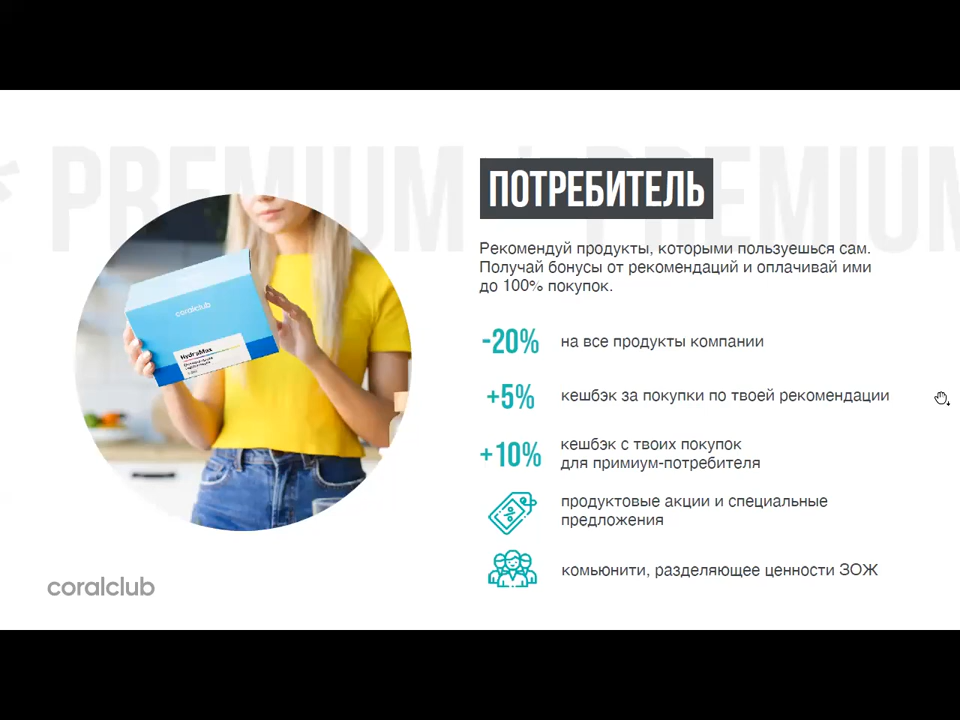 PREMIUM * PREMIUM
ПОТРЕБИТЕЛЬ
Рекомендуй продукты, которыми пользуешься сам.
Получай бонусы от рекомендаций и оплачивай ими
до 100% покупок.
-20% на все продукты компании
+5% кешбэк за покупки по твоей рекомендации
+10% кешбэк с твоих покупок
для примиум-потребителя
продуктовые акции и специальные
предложения
комьюнити, разделяющее ценности ЗОЖ
coralclub
HydraMax
coralclub